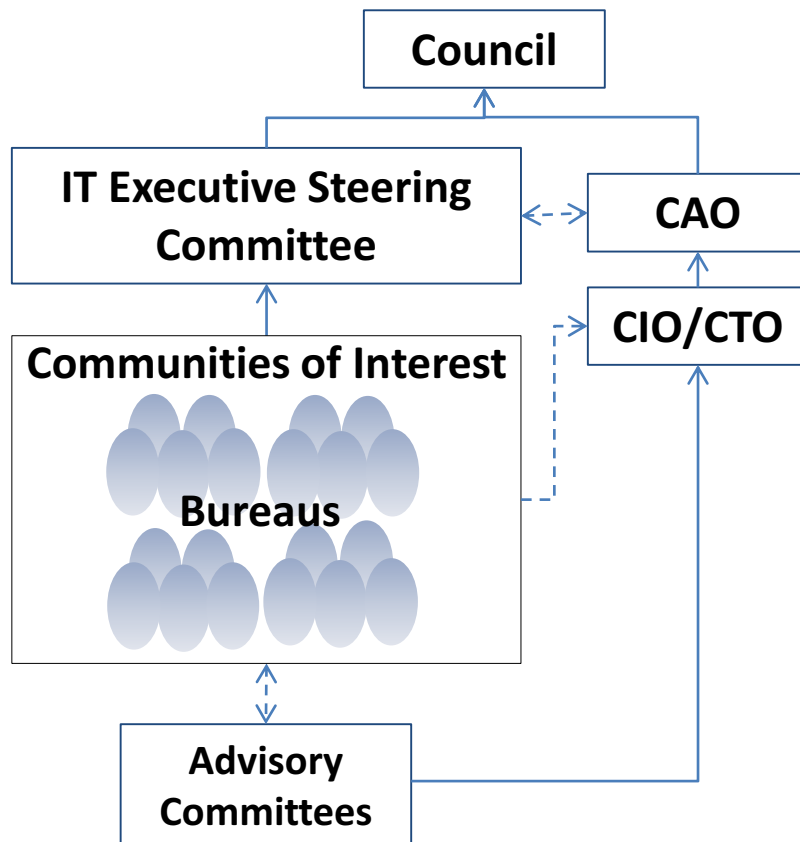 Council
IT Executive Steering
Committee
CAO
CIO/CTO
Communities of Interest
Bureaus
Advisory
Committees